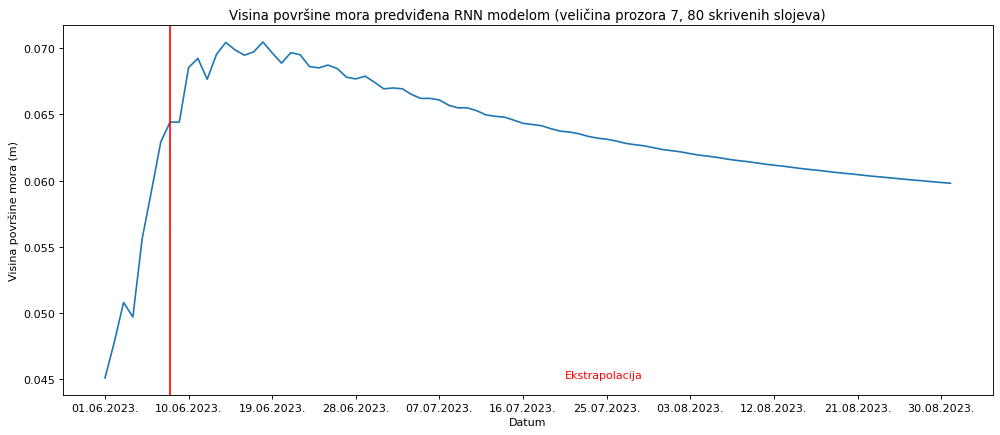 Visina površine mora predviđena RNN modelom (veličina prozora 7, 80 skrivenih slojeva)
Visina površine mora (m)
0.070
0.065
0.060
0.055
0.050
0.045
Ekstrapolacija
01.06.2023. 10.06.2023. 19.06.2023. 28.06.2023. 07.07.2023. 16.07.2023. 25.07.2023. 03.08.2023. 12.08.2023. 21.08.2023. 30.08.2023.
Datum